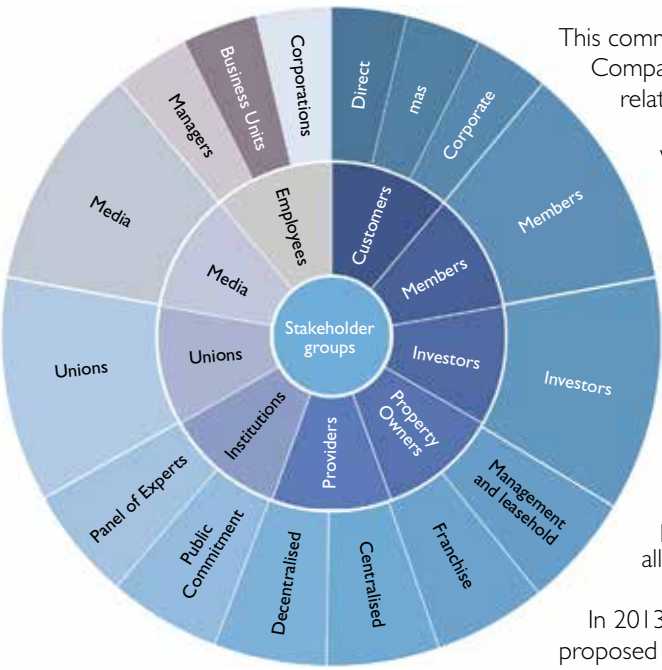 Stakeholder
groups
Customers
Members
Investors
Property
Owners
Providers
Institutions
Unions
Media
Employees
Direct
mas
Corporate
Members
Investors
Management
and leasehold
Franchise
Centralised
Decentralised
Public
Commitment
Panel of Experts
Unions
Media
Managers
Business Units
Corporations
This comm
Compa
relat
all
In 2013
proposed